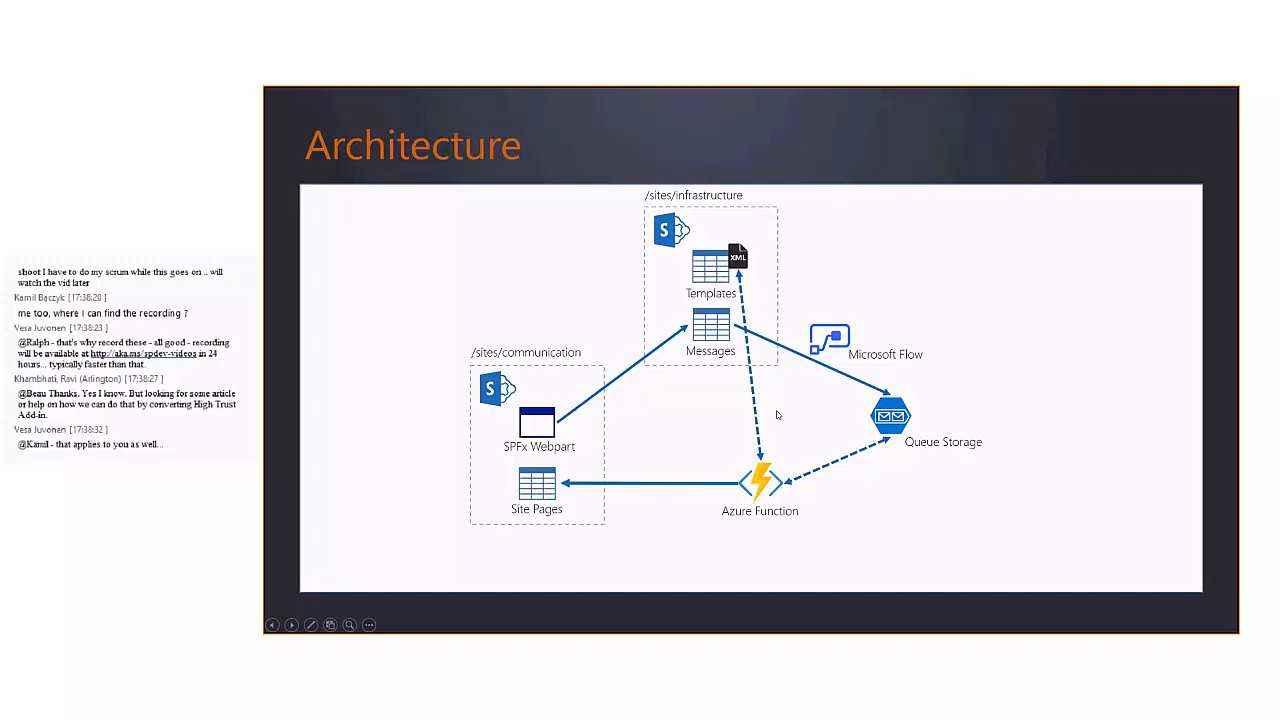 shoot I have to do my scrum while this goes on .. will
watch the vid later
Kamil Bączyk [17:38:20 ]
me too, where I can find the recording ?
Vesa Juvonen [17:38:23 ]
@Ralph - that's why record these - all good - recording
will be available at http://aka.ms/spdev-videos in 24
hours... typically faster than that.
Khambhati, Ravi (Arlington) [17:38:27 ]
@Beau Thanks. Yes I know. But looking for some article
or help on how we can do that by converting High Trust
Add-in.
Vesa Juvonen [17:38:32 ]
@Kamil - that applies to you as well...
Architecture
/sites/infrastructure
S
XML
Templates
Messages
Microsoft Flow
/sites/communication
S
SPFx Webpart
Queue Storage
Site Pages
Azure Function